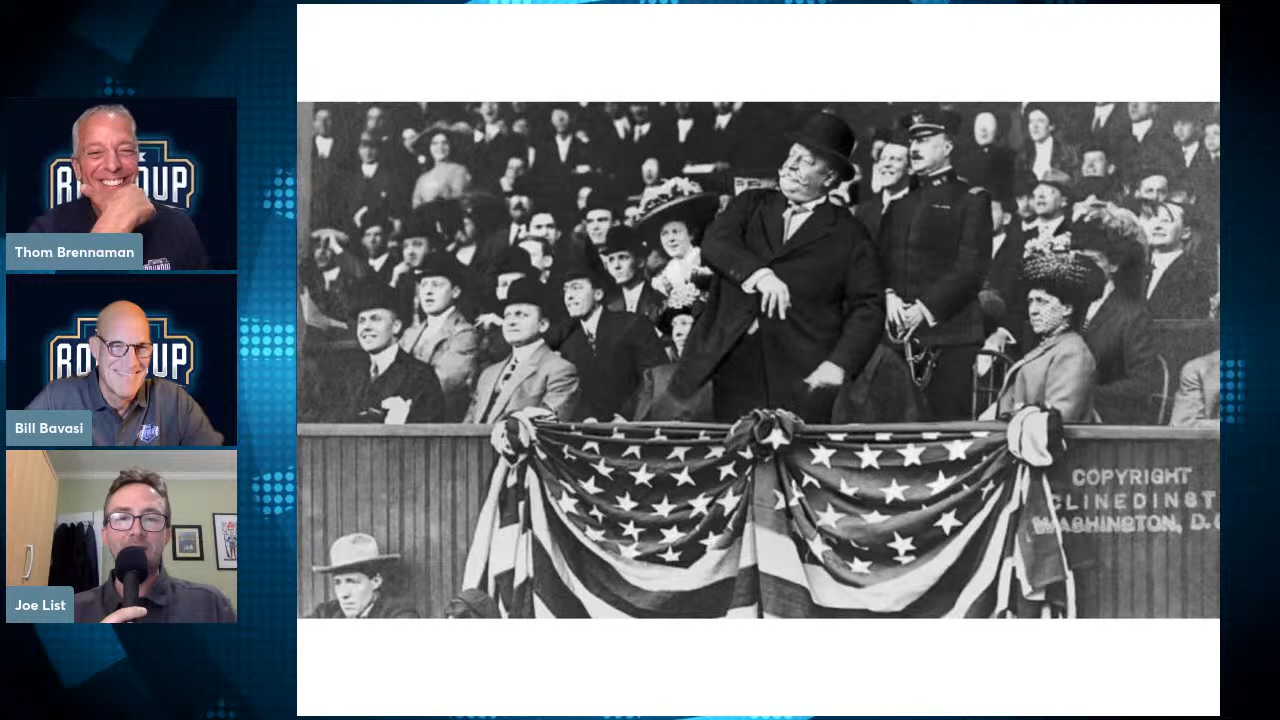 Thom Brennaman
Bill Bavasi
Joe List
COPYRIGHT
CLINEDINST
WASHINGTON, D.C